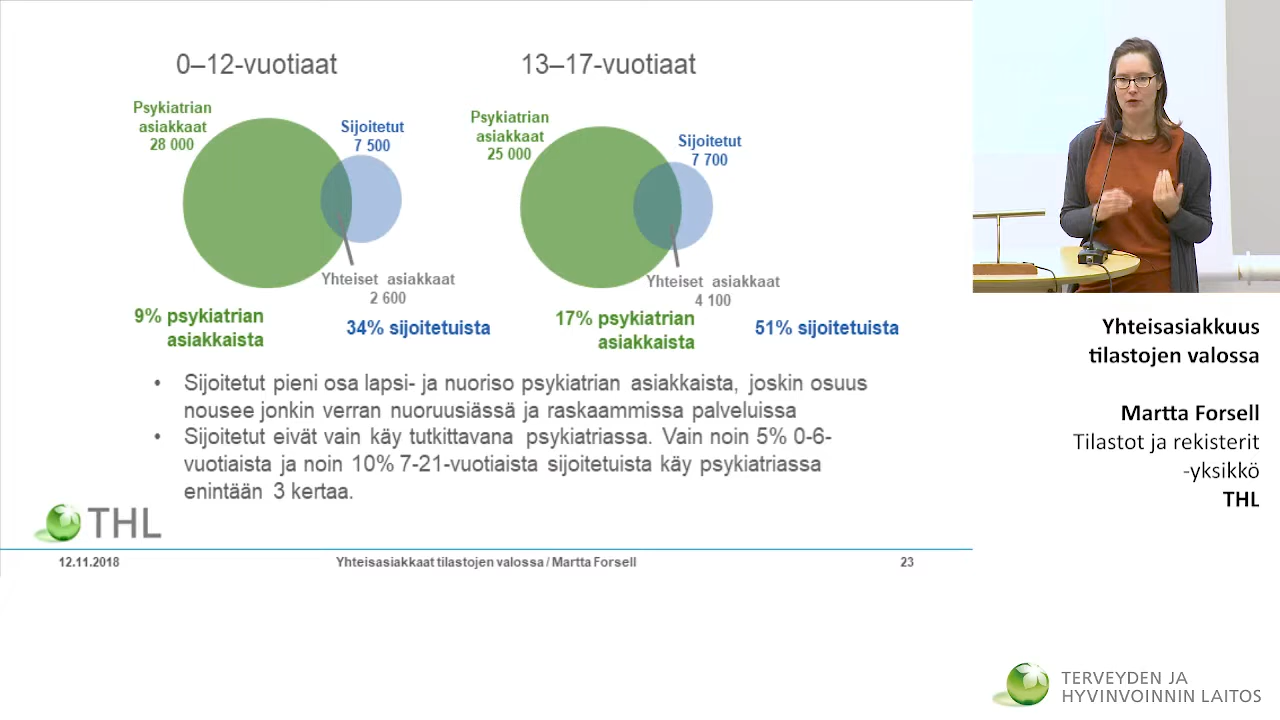 0–12-vuotiaat
13–17-vuotiaat
Psykiatrian
asiakkaat
28 000
Sijoitetut
7 500
Yhteiset asiakkaat
2 600
9% psykiatrian
asiakkaista
34% sijoitetuista
Psykiatrian
asiakkaat
25 000
Sijoitetut
7 700
Yhteiset asiakkaat
4 100
17% psykiatrian
asiakkaista
51% sijoitetuista
• Sijoitetut pieni osa lapsi- ja nuoriso psykiatrian asiakkaista, joskin osuus
nousee jonkin verran nuoruusiässä ja raskaammissa palveluissa
• Sijoitetut eivät vain käy tutkittavana psykiatriassa. Vain noin 5% 0-6-
vuotiaista ja noin 10% 7-21-vuotiaista sijoitetuista käy psykiatriassa
enintään 3 kertaa.
THL
12.11.2018
Yhteisasiakkaat tilastojen valossa / Martta Forsell
23
Yhteisasiakkuus
tilastojen valossa
Martta Forsell
Tilastot ja rekisterit
-yksikkö
THL
TERVEYDEN JA
HYVINVOINNIN LAITOS